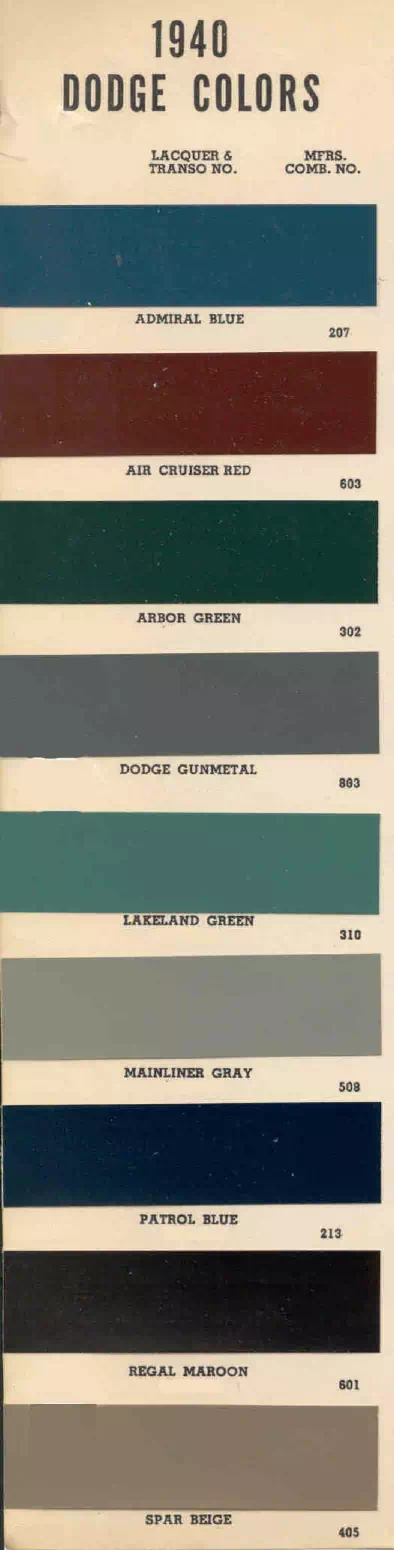 1940
DODGE COLORS
LACQUER & MFRS.
TRANSO NO. COMB. NO.
ADMIRAL BLUE
207
AIR CRUISER RED
603
ARBOR GREEN
302
DODGE GUNMETAL
803
LAKELAND GREEN
310
MAINLINER GRAY
508
PATROL BLUE
213
REGAL MAROON
601
SPAR BEIGE
405